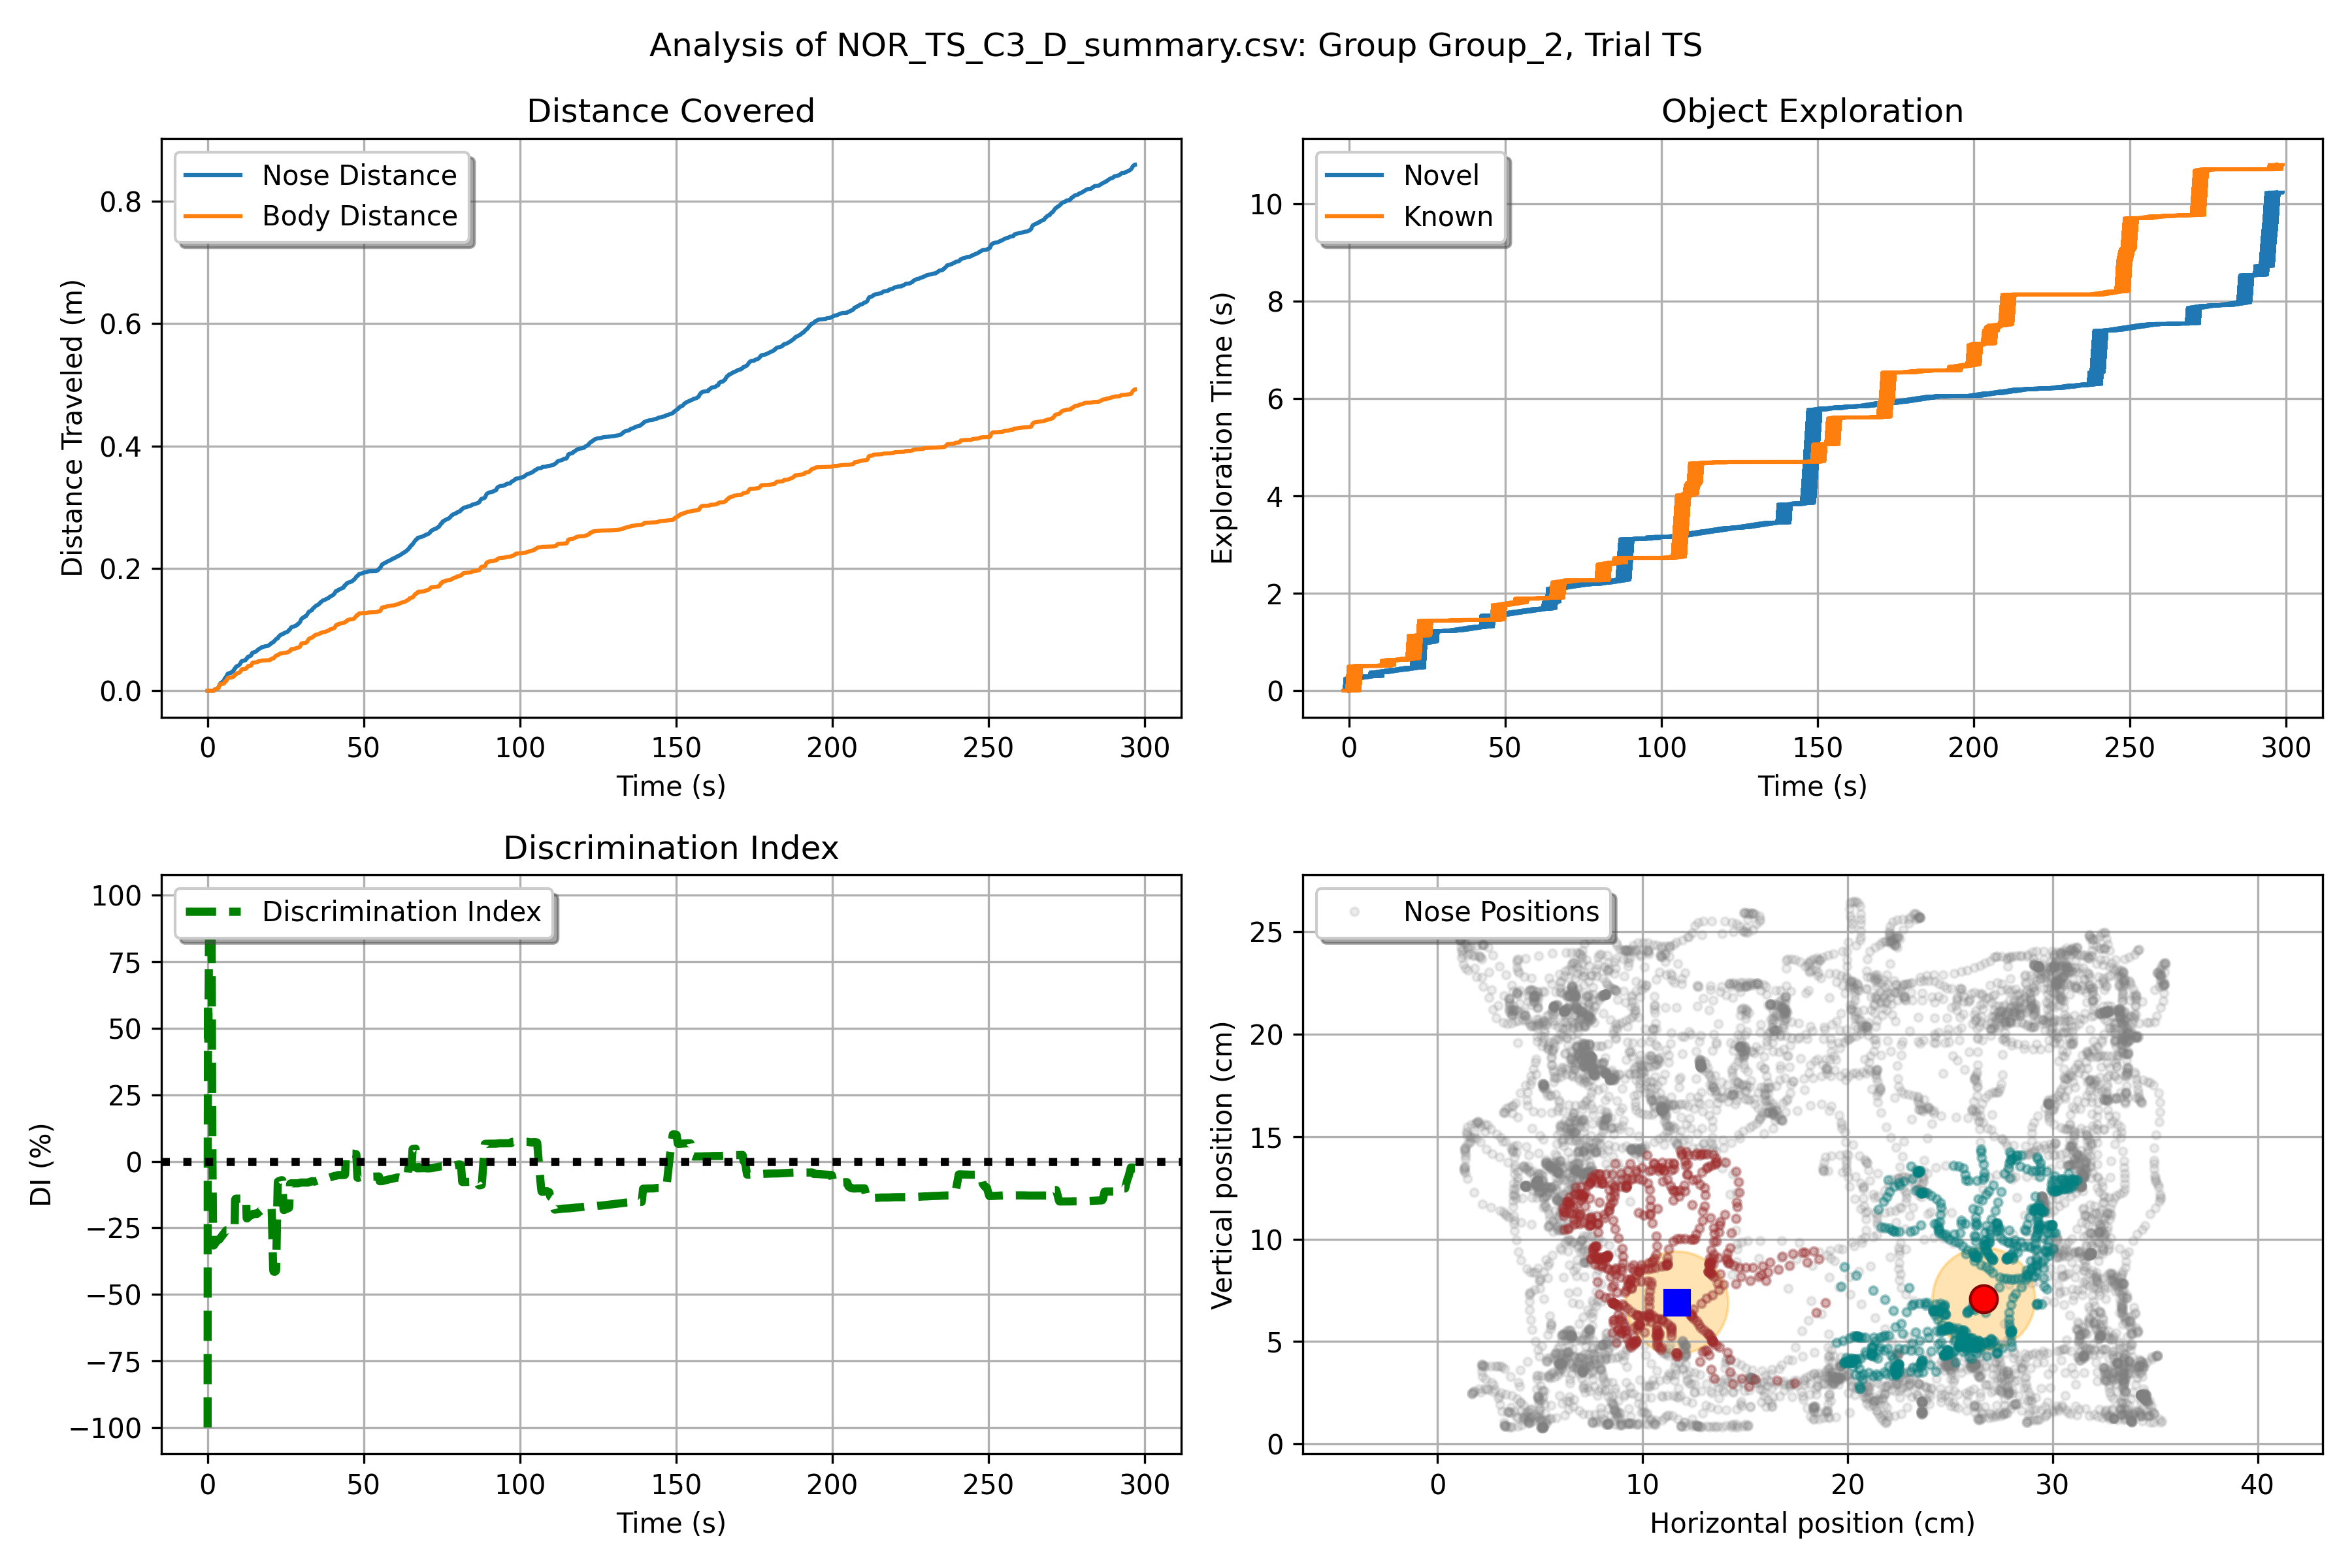 Analysis of NOR_TS_C3_D_summary.csv: Group Group_2, Trial TS
Distance Covered
Nose Distance
Body Distance
Distance Traveled (m)
0.8
0.6
0.4
0.2
0.0
0 50 100 150 200 250 300
Time (s)
Object Exploration
Novel
Known
Exploration Time (s)
10
8
6
4
2
0
0 50 100 150 200 250 300
Time (s)
Discrimination Index
Discrimination Index
DI (%)
100
75
50
25
0
−25
−50
−75
−100
0 50 100 150 200 250 300
Time (s)
Nose Positions
Vertical position (cm)
25
20
15
10
5
0
0 10 20 30 40
Horizontal position (cm)